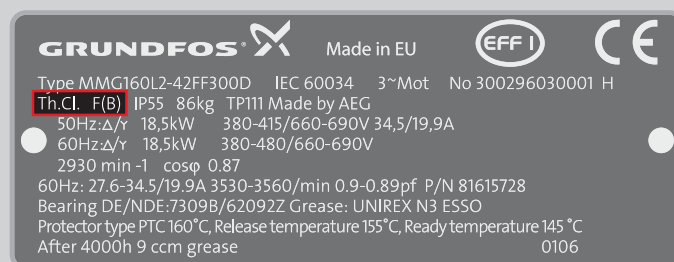 GRUNDFOS Made in EU EFF 1 CE
Type MMG160L2-42FF300D IEC 60034 3~Mot No 300296030001 H
Th.Cl. F(B) IP55 86kg TP111 Made by AEG
50Hz:Δ/Y 18,5kW 380-415/660-690V 34,5/19,9A
60Hz:Δ/Y 18,5kW 380-480/660-690V
2930 min -1 cosφ 0.87
60Hz: 27.6-34.5/19.9A 3530-3560/min 0.9-0.89pf P/N 81615728
Bearing DE/NDE:7309B/62092Z Grease: UNIREX N3 ESSO
Protector type PTC 160°C, Release temperature 155°C, Ready temperature 145 °C
After 4000h 9 ccm grease 0106